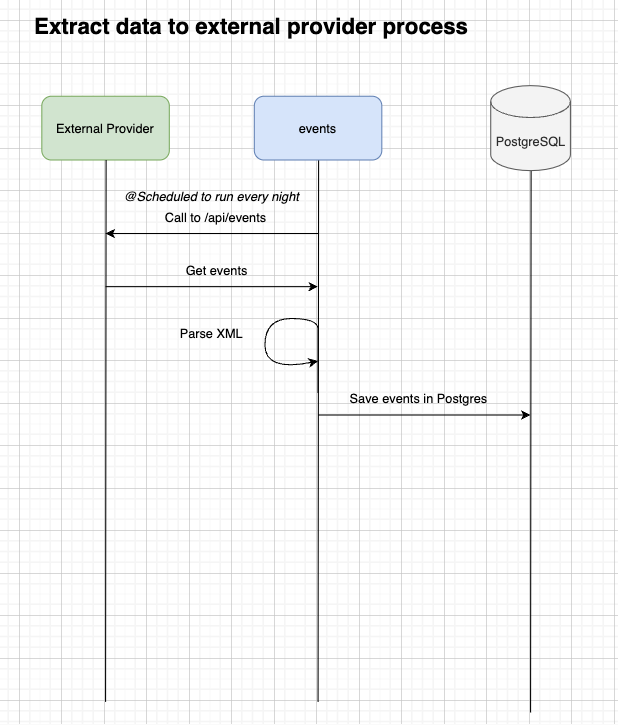 Extract data to external provider process
External Provider
events
PostgreSQL
@Scheduled to run every night
Call to /api/events
Get events
Parse XML
Save events in Postgres